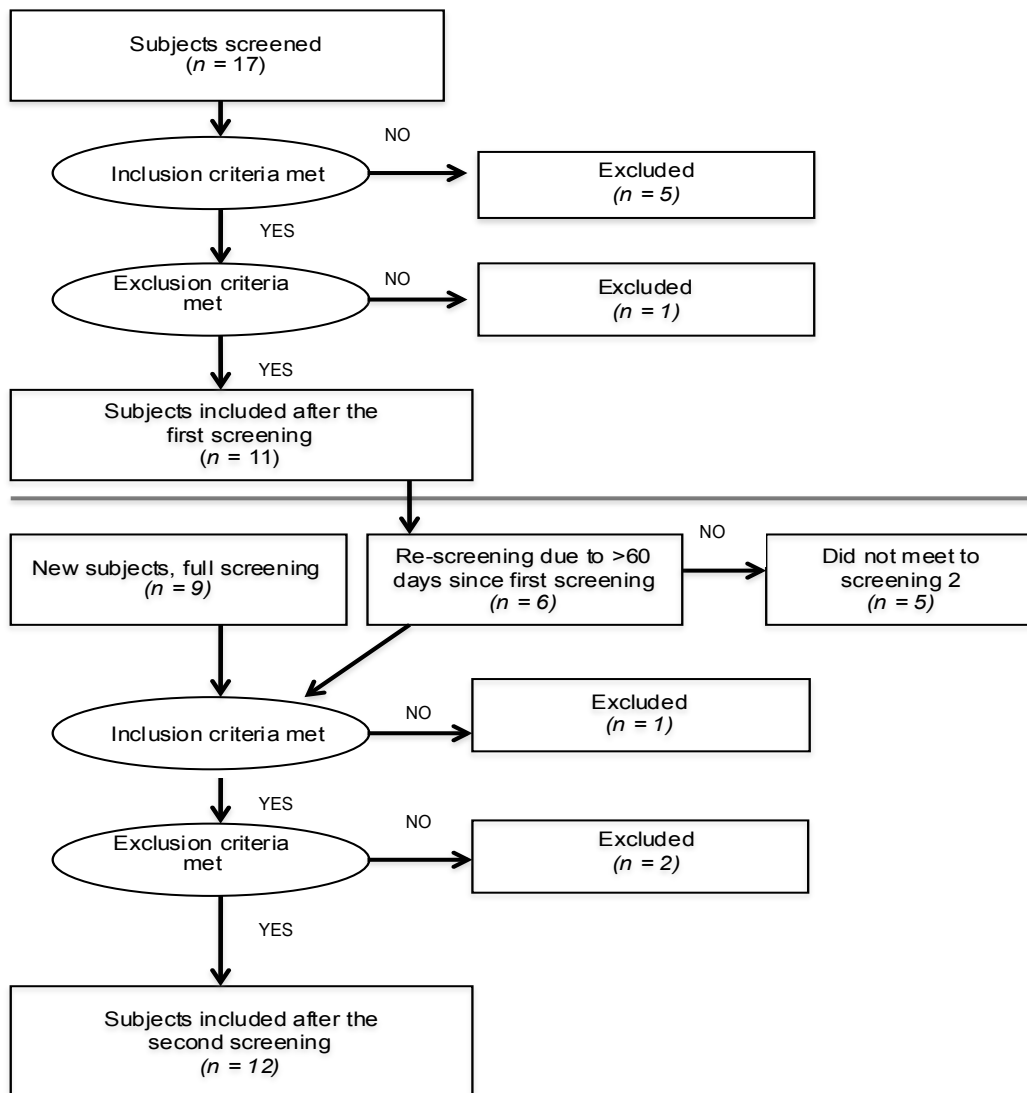 Subjects screened
(n = 17)
NO
Inclusion criteria met
Excluded
(n = 5)
YES
Exclusion criteria
met
NO
Excluded
(n = 1)
YES
Subjects included after the
first screening
(n = 11)
New subjects, full screening
(n = 9)
Re-screening due to >60
days since first screening
(n = 6)
NO
Did not meet to
screening 2
(n = 5)
Inclusion criteria met
NO
Excluded
(n = 1)
YES
Exclusion criteria
met
NO
Excluded
(n = 2)
YES
Subjects included after the
second screening
(n = 12)